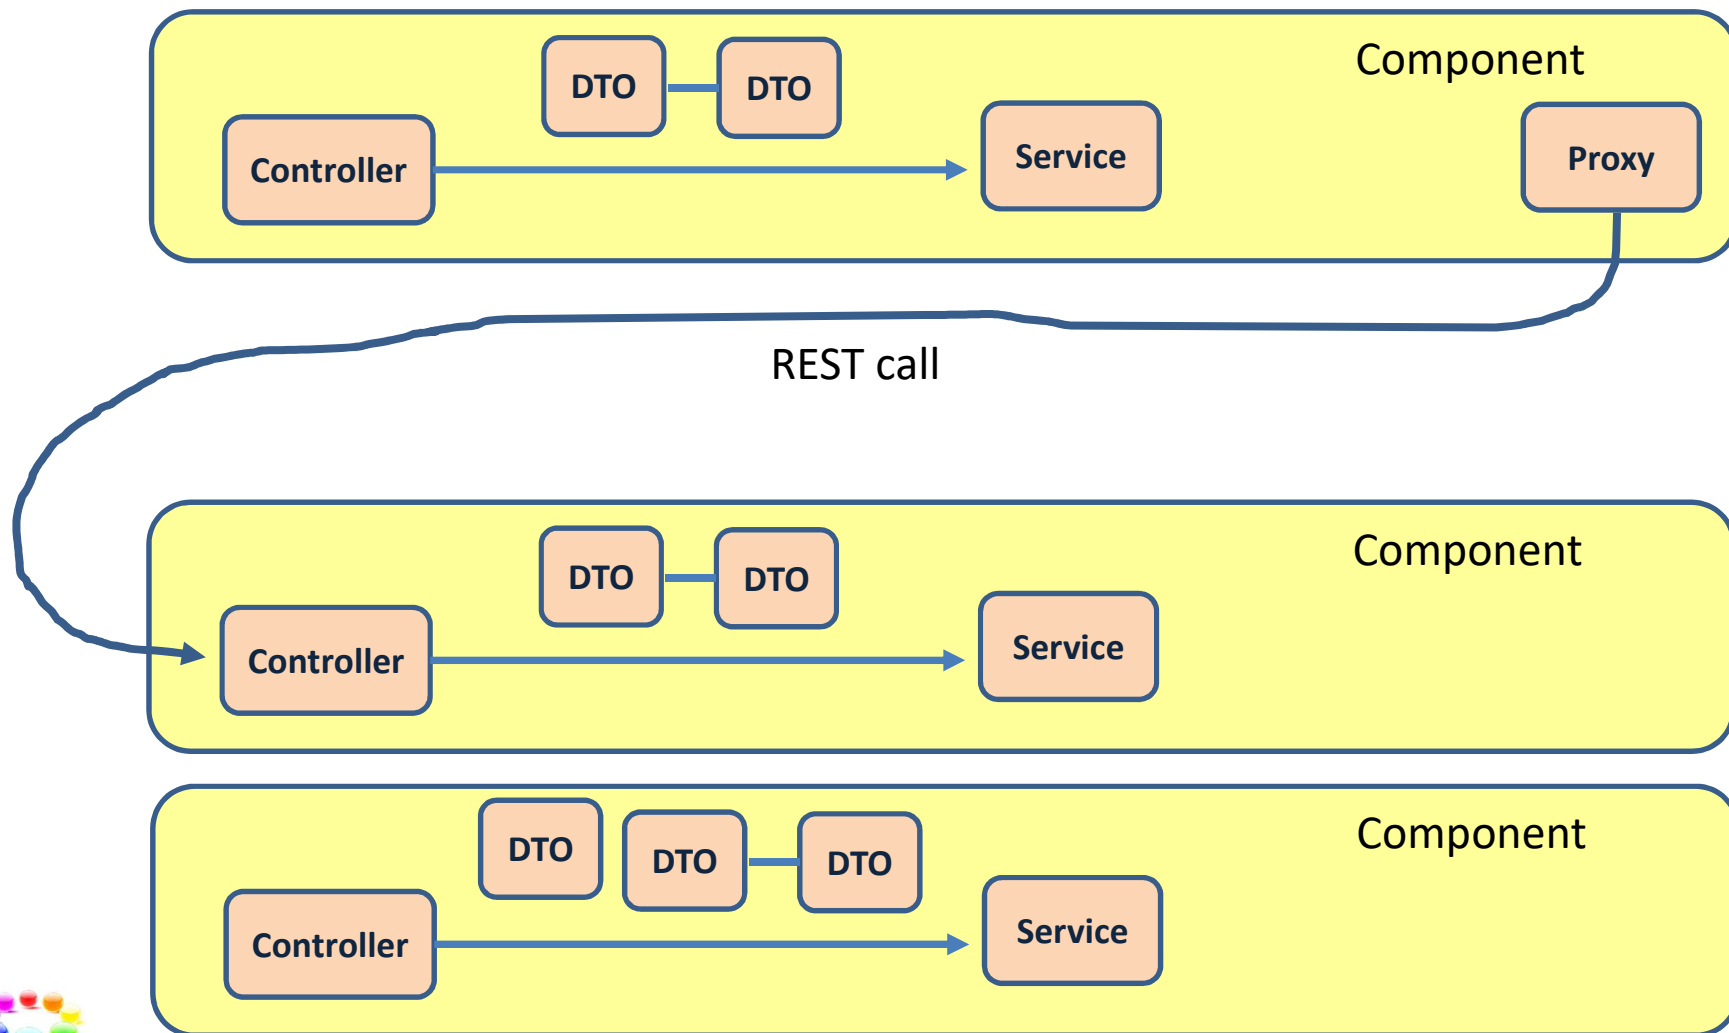 Component
DTO
DTO
Controller
Service
Proxy
REST call
Component
DTO
DTO
Controller
Service
Component
DTO
DTO
DTO
Controller
Service